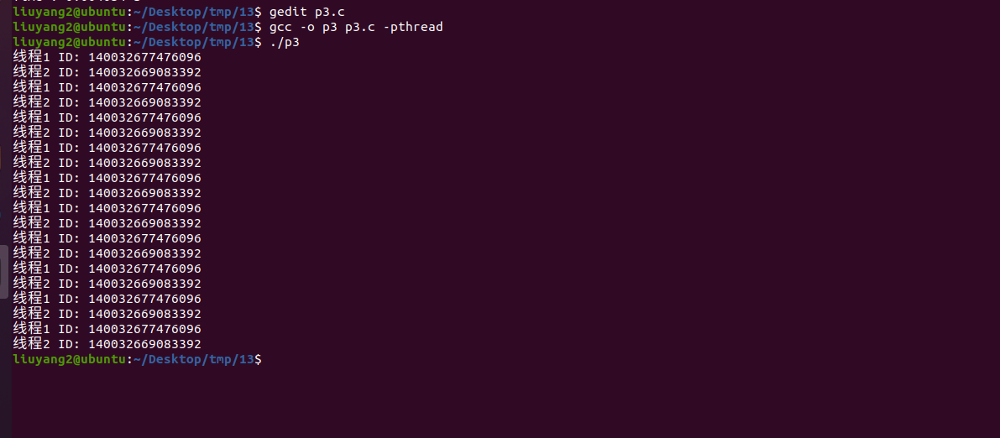 liuyang2@ubuntu:~/Desktop/tmp/13$ gedit p3.c
liuyang2@ubuntu:~/Desktop/tmp/13$ gcc -o p3 p3.c -pthread
liuyang2@ubuntu:~/Desktop/tmp/13$ ./p3
线程1 ID: 140032677476096
线程2 ID: 140032669083392
线程1 ID: 140032677476096
线程2 ID: 140032669083392
线程1 ID: 140032677476096
线程2 ID: 140032669083392
线程1 ID: 140032677476096
线程2 ID: 140032669083392
线程1 ID: 140032677476096
线程2 ID: 140032669083392
线程1 ID: 140032677476096
线程2 ID: 140032669083392
线程1 ID: 140032677476096
线程2 ID: 140032669083392
线程1 ID: 140032677476096
线程2 ID: 140032669083392
线程1 ID: 140032677476096
线程2 ID: 140032669083392
线程1 ID: 140032677476096
线程2 ID: 140032669083392
liuyang2@ubuntu:~/Desktop/tmp/13$